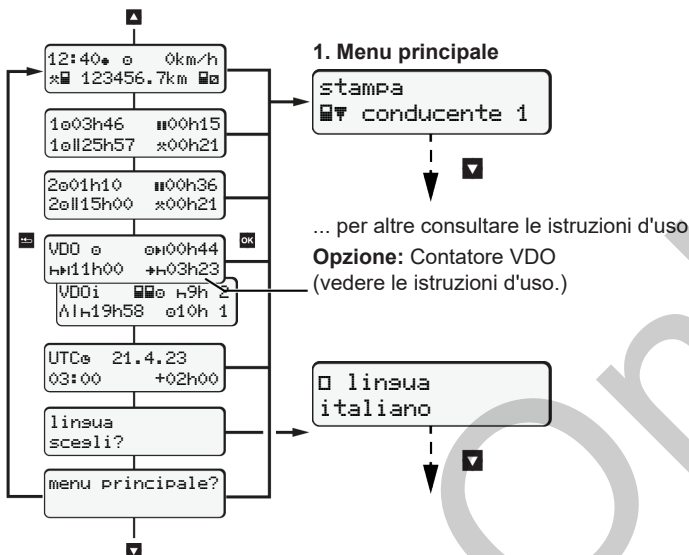 12:40 0km/h
123456.7km
1 03h46 00h15
1 25h57 00h21
2 01h10 00h36
2 15h00 00h21
VDO 00h44
11h00 03h23
VDOi 9h 2
19h58 10h 1
UTC 21.4.23
03:00 +02h00
lingua
scegli?
menu principale?
OK
1. Menu principale
stampa
conducente 1
... per altre consultare le istruzioni d'uso
Opzione: Contatore VDO
(vedere le istruzioni d'uso.)
lingua
italiano